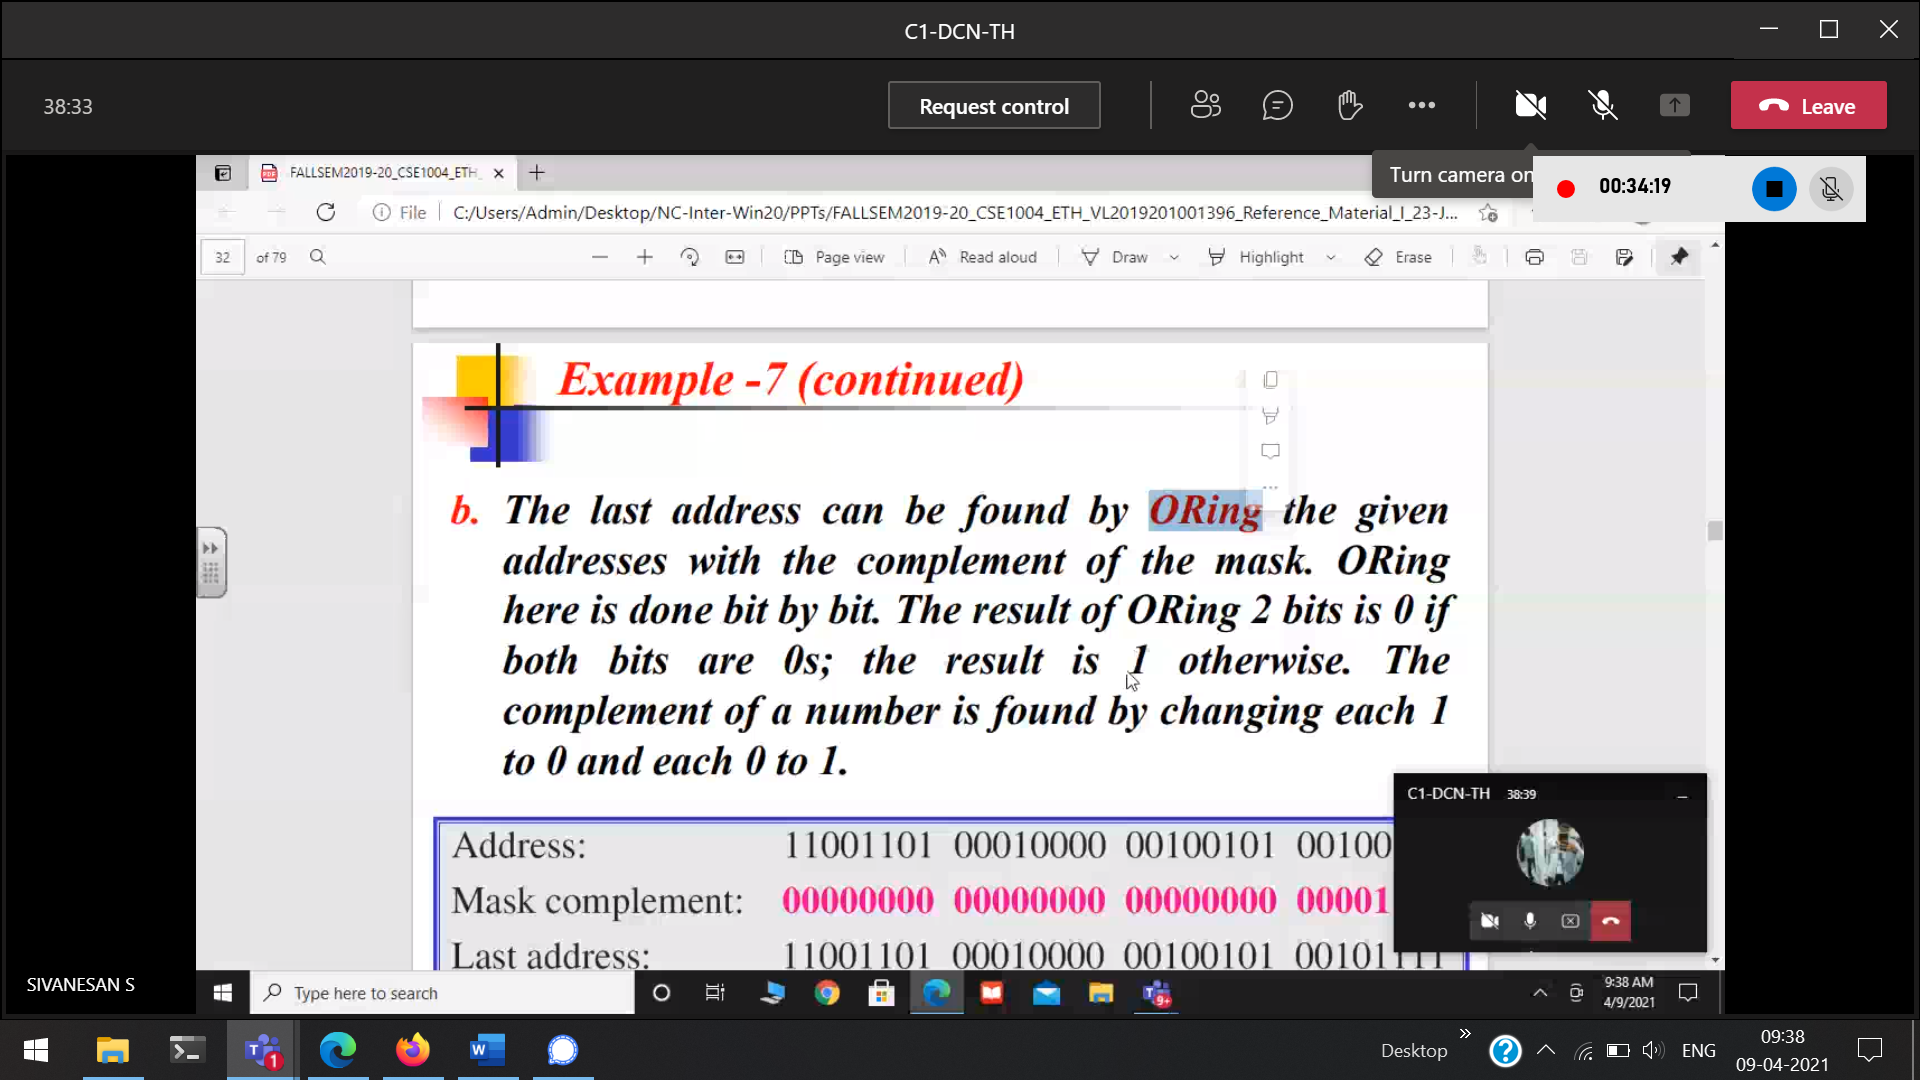 C1-DCN-TH
38:33
Request control
Leave
Turn camera on
00:34:19
FALLSEM2019-20_CSE1004_ETH_
File
C:/Users/Admin/Desktop/NC-Inter-Win20/PPTs/FALLSEM2019-20_CSE1004_ETH_VL2019201001396_Reference_Material_I_23-J...
32 of 79
Page view
Read aloud
Draw
Highlight
Erase
Example -7 (continued)
b. The last address can be found by ORing the given
addresses with the complement of the mask. ORing
here is done bit by bit. The result of ORing 2 bits is 0 if
both bits are 0s; the result is 1 otherwise. The
complement of a number is found by changing each 1
to 0 and each 0 to 1.
Address: 11001101 00010000 00100101 00100
Mask complement: 00000000 00000000 00000000 00001
Last address: 11001101 00010000 00100101 00101111
C1-DCN-TH 38:39
SIVANESAN S
Type here to search
9+
9:38 AM
4/9/2021
1
Desktop
ENG
09:38
09-04-2021